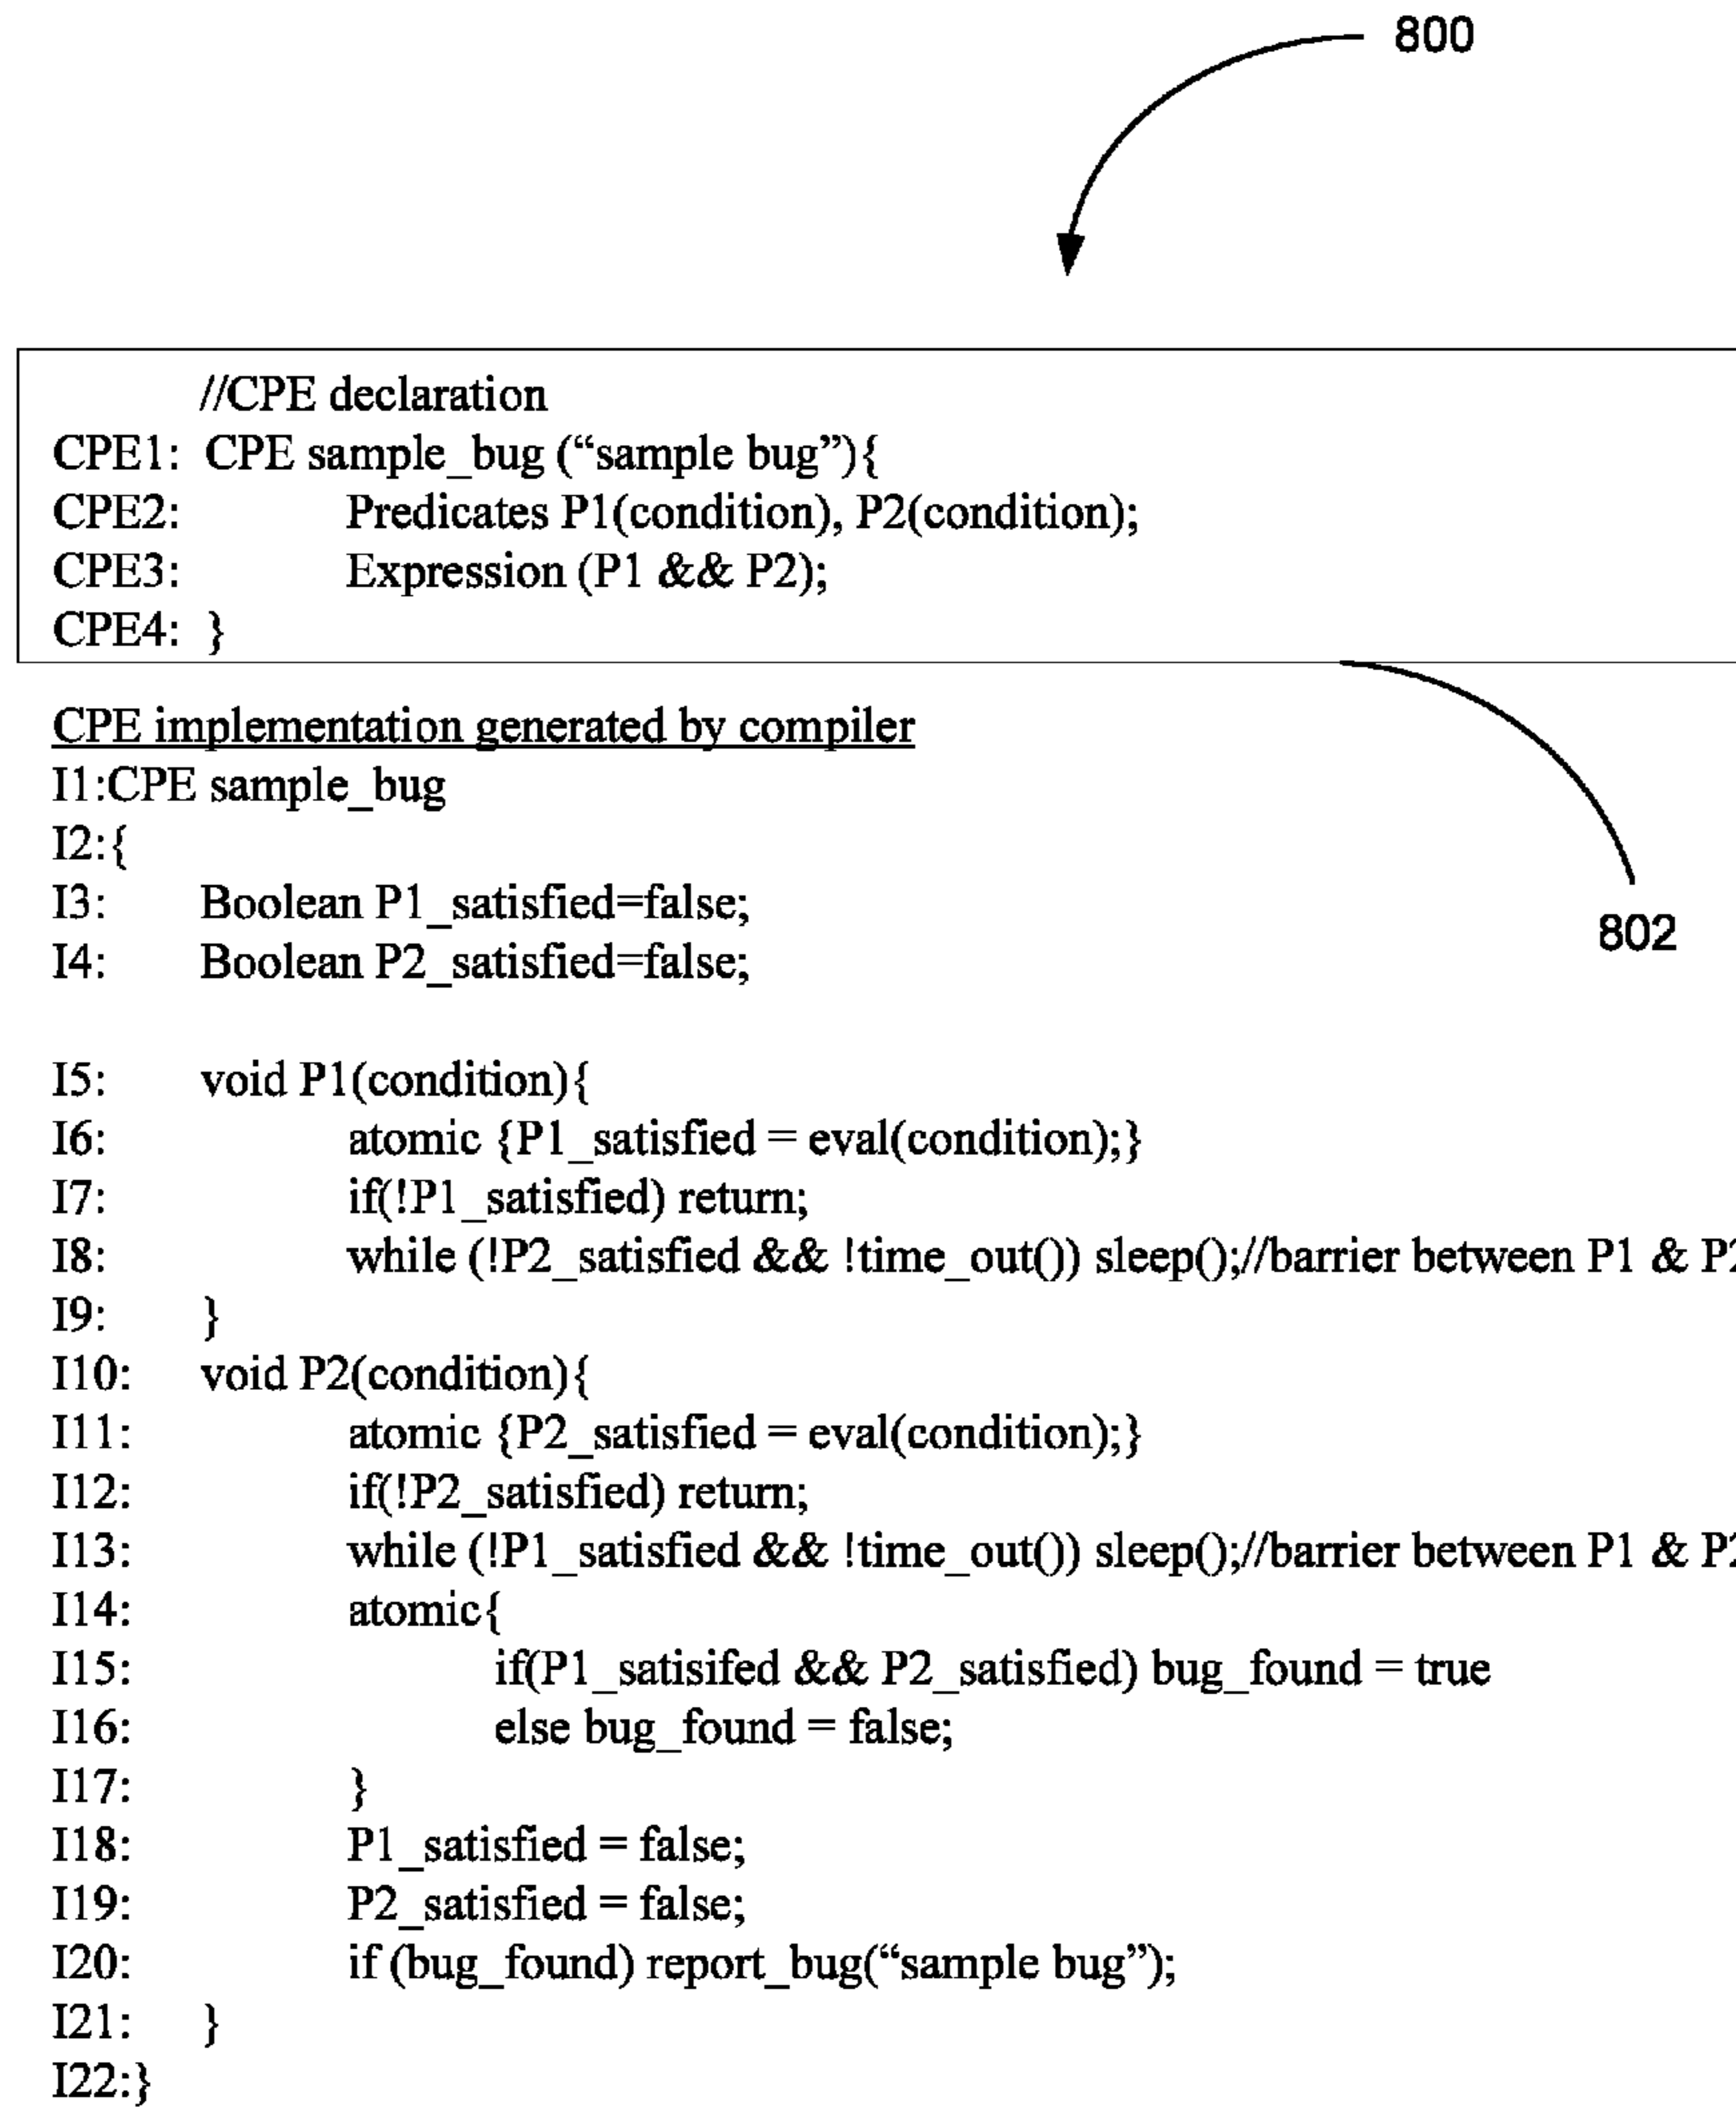 800
//CPE declaration
CPE1: CPE sample_bug (“sample bug”){
CPE2: Predicates P1(condition), P2(condition);
CPE3: Expression (P1 && P2);
CPE4: }
CPE implementation generated by compiler
I1:CPE sample_bug
I2:{
I3: Boolean P1_satisfied=false;
802
I4: Boolean P2_satisfied=false;
I5: void P1(condition){
I6: atomic {P1_satisfied = eval(condition);}
I7: if(!P1_satisfied) return;
I8: while (!P2_satisfied && !time_out()) sleep();//barrier between P1 & P2
I9: }
I10: void P2(condition){
I11: atomic {P2_satisfied = eval(condition);}
I12: if(!P2_satisfied) return;
I13: while (!P1_satisfied && !time_out()) sleep();//barrier between P1 & P2
I14: atomic{
I15: if(P1_satisifed && P2_satisfied) bug_found = true
I16: else bug_found = false;
I17: }
I18: P1_satisfied = false;
I19: P2_satisfied = false;
I20: if (bug_found) report_bug(“sample bug”);
I21: }
I22:}